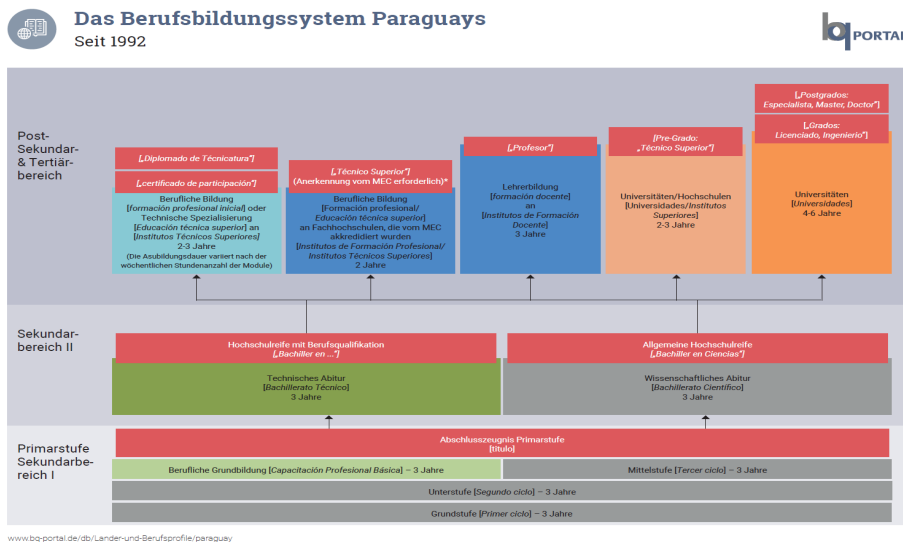 Das Berufsbildungssystem Paraguays
Seit 1992
bq PORTAL
Post-
Sekundar-
& Tertiär-
bereich
[„Diplomado de Técnicatura"]
[„certificado de participación"]
Berufliche Bildung
[formación profesional inicial] oder
Technische Spezialisierung
[Educación técnica superior] an
[Institutos Técnicos Superiores]
2-3 Jahre
(Die Asubildungsdauer variiert nach der
wöchentlichen Stundenanzahl der Module)
[„Técnico Superior"]
(Anerkennung vom MEC erforderlich)*
Berufliche Bildung
[Formación profesional/
Educación técnica superior]
an Fachhochschulen, die vom MEC
akkredidiert wurden
[Institutos de Formación Profesional/
Institutos Técnicos Superiores]
2 Jahre
[„Profesor"]
Lehrerbildung
[formación docente]
an
[Institutos de Formación
Docente]
3 Jahre
[Pre-Grado:
„Técnico Superior"]
Universitäten/Hochschulen
[Universidades/Institutos
Superiores]
2-3 Jahre
[„Postgrados:
Especialista, Master, Doctor"]
[„Grados:
Licenciado, Ingenierio"]
Universitäten
[Universidades]
4-6 Jahre
Sekundar-
bereich II
Hochschulreife mit Berufsqualifikation
[„Bachiller en ..."]
Technisches Abitur
[Bachillerato Técnico]
3 Jahre
Allgemeine Hochschulreife
[„Bachiller en Ciencias"]
Wissenschaftliches Abitur
[Bachillerato Científico]
3 Jahre
Primarstufe
Sekundarbe-
reich I
Abschlusszeugnis Primarstufe
[título]
Berufliche Grundbildung [Capacitación Profesional Básica] – 3 Jahre
Mittelstufe [Tercer ciclo] – 3 Jahre
Unterstufe [Segundo ciclo] – 3 Jahre
Grundstufe [Primer ciclo] – 3 Jahre
www.bq-portal.de/db/Lander-und-Berufsprofile/paraguay